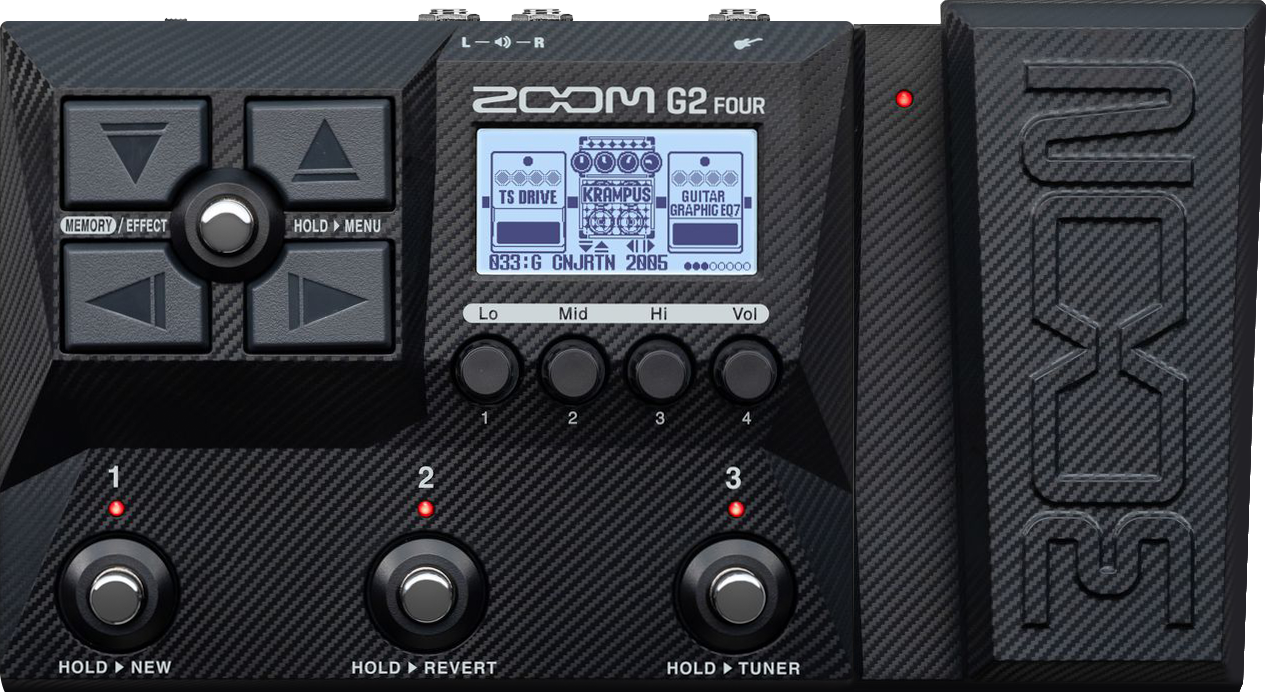 L R
ZOOM G2 FOUR
TS DRIVE
KRAMPUS
GUITAR
GRAPHIC EQ7
033:G CNJRTN 2005
MEMORY / EFFECT
HOLD ▶ MENU
Lo Mid Hi Vol
1 2 3 4
1 2 3
HOLD ▶ NEW
HOLD ▶ REVERT
HOLD ▶ TUNER
ZOOM